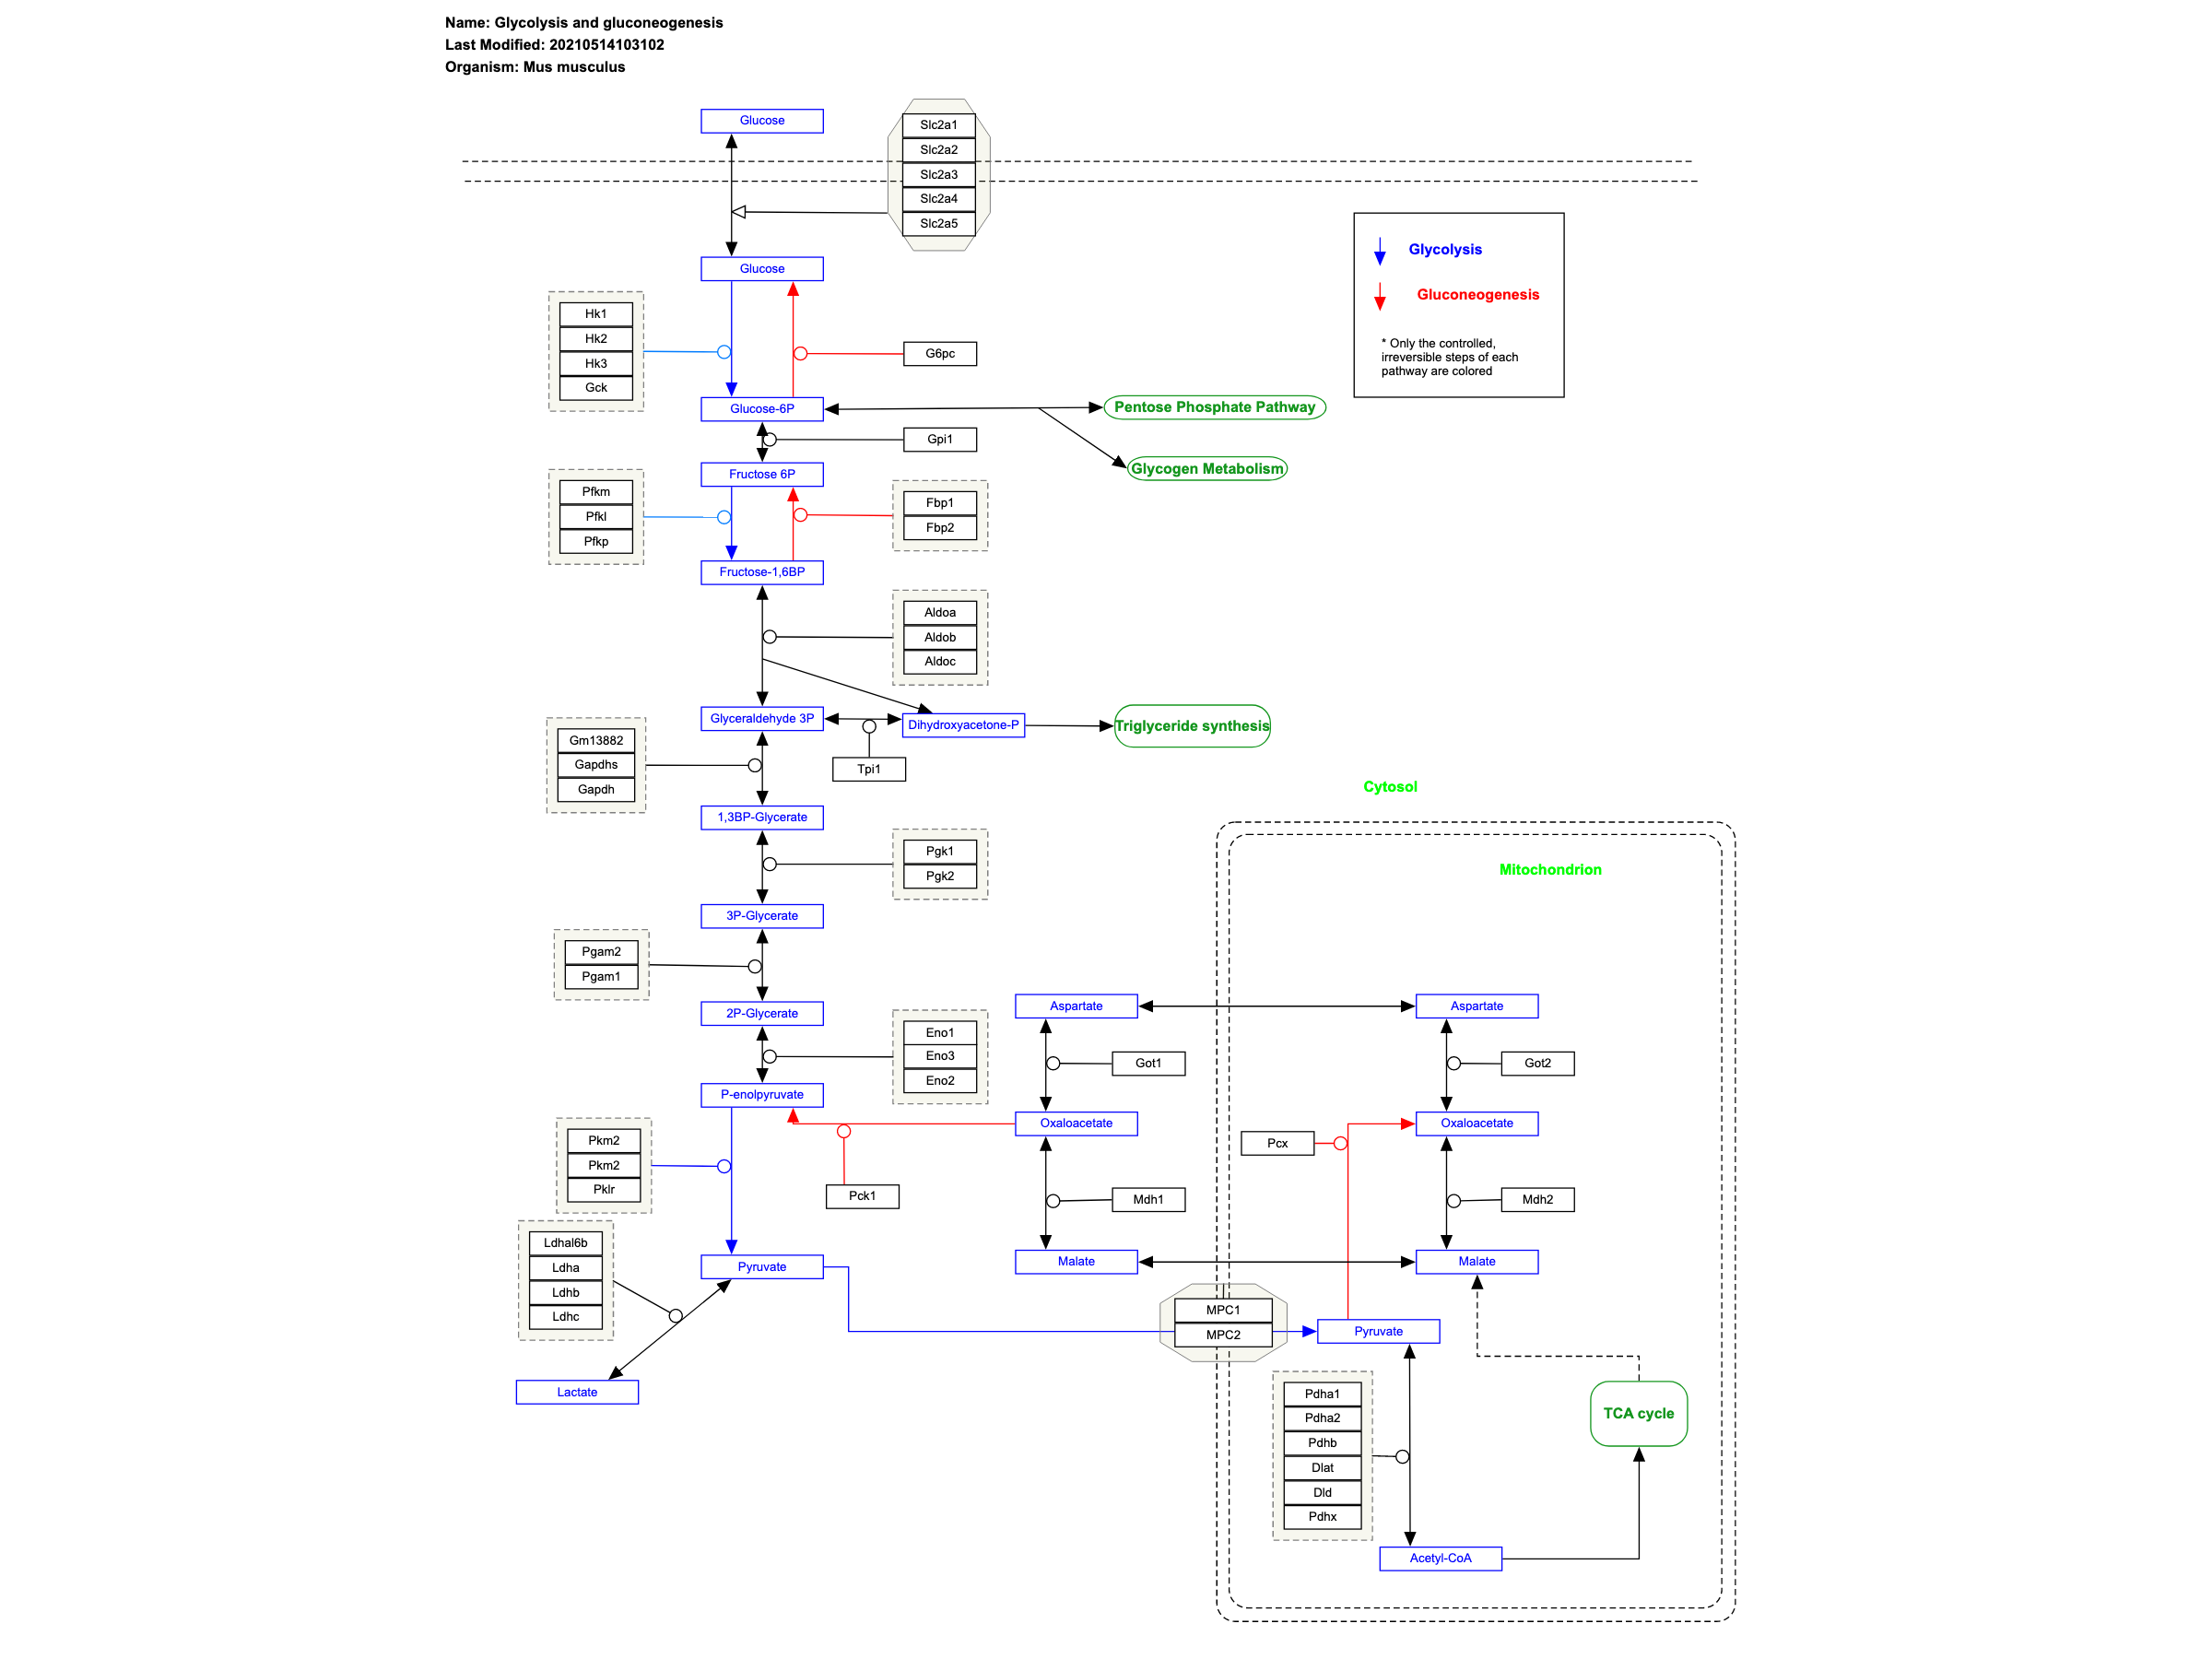 Name: Glycolysis and gluconeogenesis
Last Modified: 20210514103102
Organism: Mus musculus
Glucose
Slc2a1
Slc2a2
Slc2a3
Slc2a4
Slc2a5
Glycolysis
Gluconeogenesis
* Only the controlled,
irreversible steps of each
pathway are colored
Glucose
Hk1
Hk2
Hk3
Gck
G6pc
Glucose-6P
Pentose Phosphate Pathway
Gpi1
Glycogen Metabolism
Fructose 6P
Pfkm
Pfkl
Pfkp
Fbp1
Fbp2
Fructose-1,6BP
Aldoa
Aldob
Aldoc
Glyceraldehyde 3P
Dihydroxyacetone-P
Triglyceride synthesis
Gm13882
Gapdhs
Gapdh
Tpi1
Cytosol
1,3BP-Glycerate
Pgk1
Pgk2
Mitochondrion
3P-Glycerate
Pgam2
Pgam1
2P-Glycerate
Aspartate
Aspartate
Eno1
Eno3
Eno2
Got1
Got2
P-enolpyruvate
Oxaloacetate
Oxaloacetate
Pkm2
Pkm2
Pklr
Pcx
Pck1
Mdh1
Mdh2
Ldhal6b
Ldha
Ldhb
Ldhc
Pyruvate
Malate
Malate
MPC1
MPC2
Pyruvate
Lactate
Pdha1
Pdha2
Pdhb
Dlat
Dld
Pdhx
TCA cycle
Acetyl-CoA